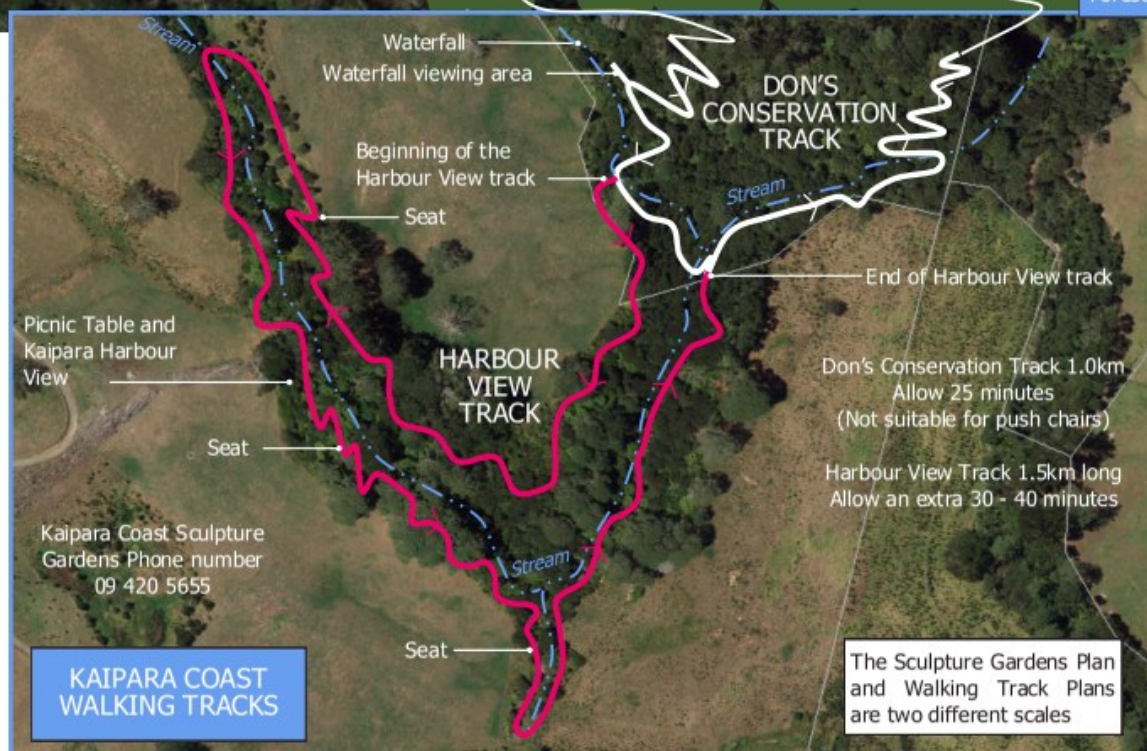 Stream
Waterfall
Waterfall viewing area
DON'S
CONSERVATION
TRACK
Beginning of the
Harbour View track
Stream
Seat
End of Harbour View track
Picnic Table and
Kaipara Harbour
View
HARBOUR
VIEW
TRACK
Don's Conservation Track 1.0km
Allow 25 minutes
(Not suitable for push chairs)
Seat
Harbour View Track 1.5km long
Allow an extra 30 - 40 minutes
Kaipara Coast Sculpture
Gardens Phone number
09 420 5655
Stream
Seat
KAIPARA COAST
WALKING TRACKS
The Sculpture Gardens Plan
and Walking Track Plans
are two different scales